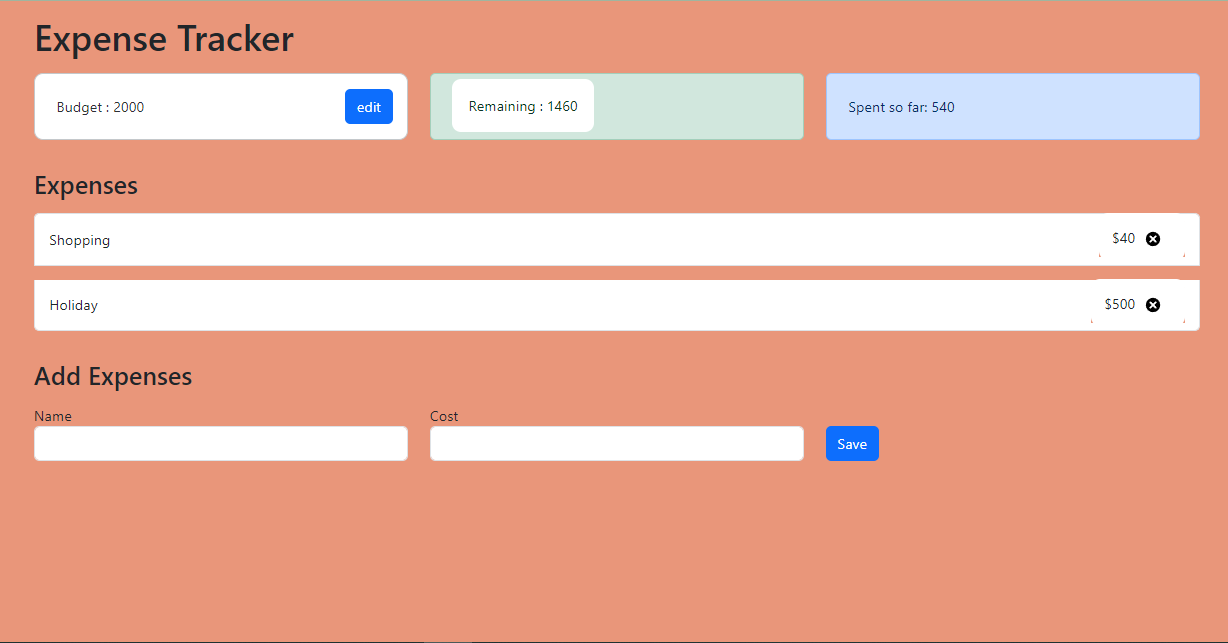 Expense Tracker
Budget : 2000
edit
Remaining : 1460
Spent so far: 540
Expenses
Shopping
$40
Holiday
$500
Add Expenses
Name
Cost
Save